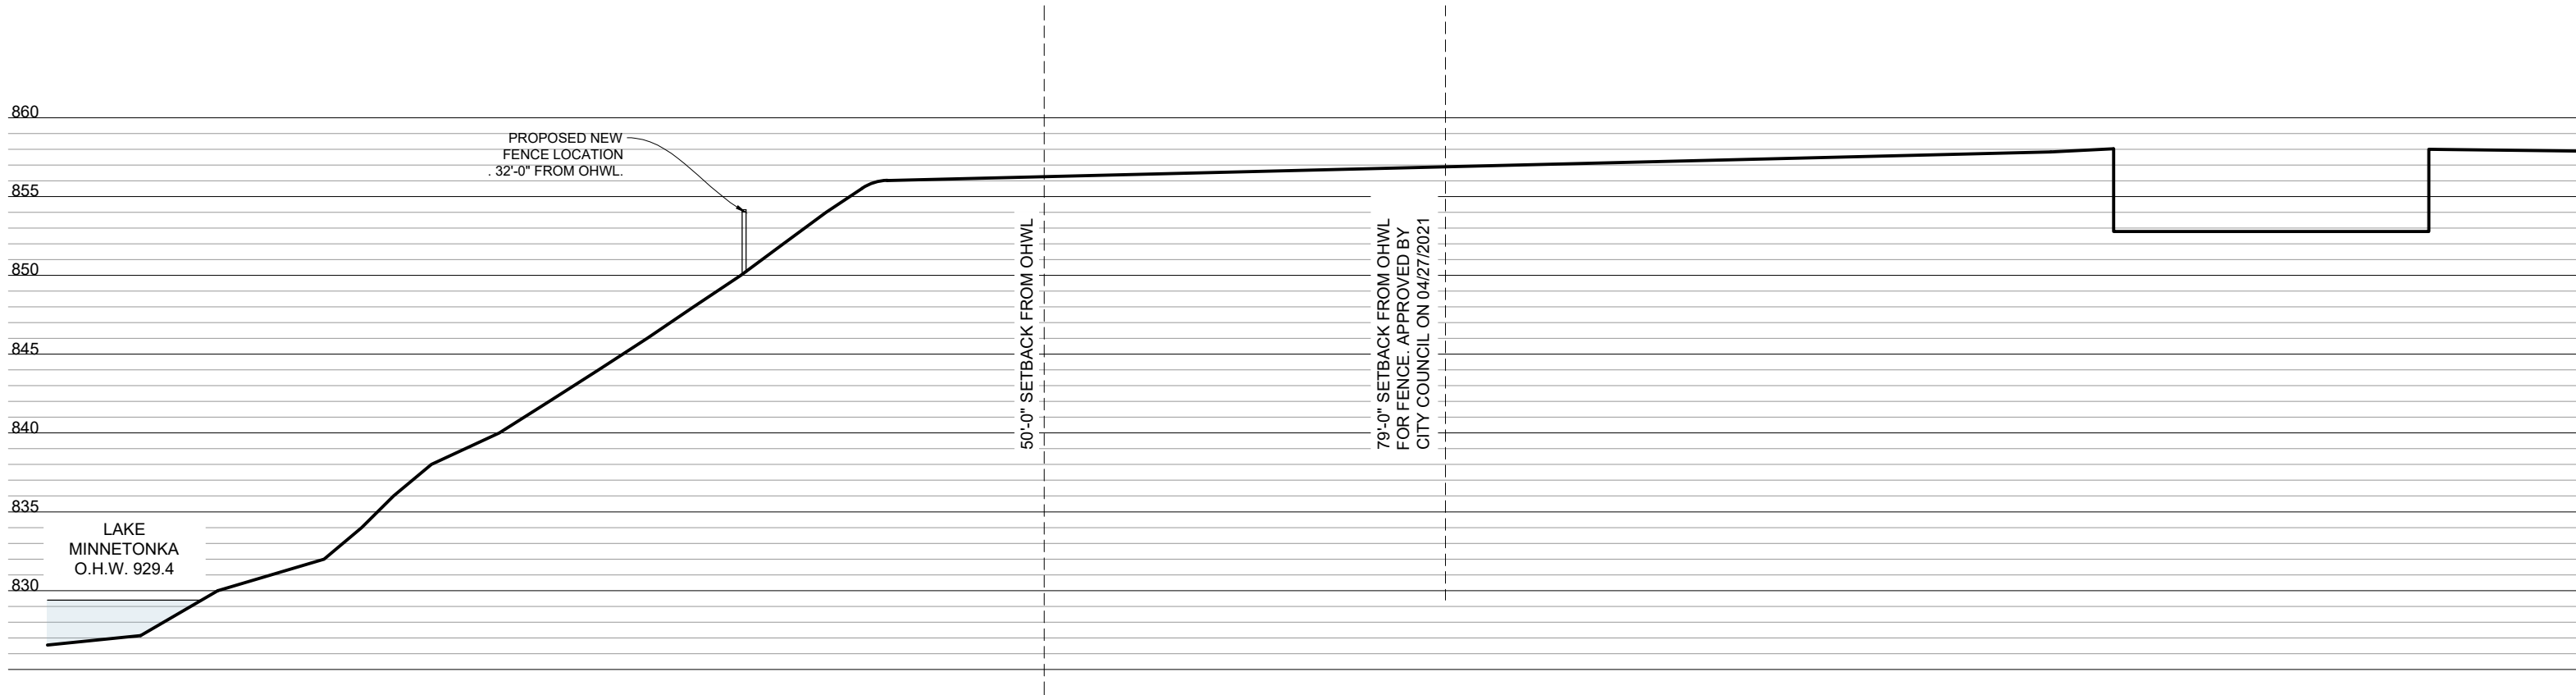 860
PROPOSED NEW
FENCE LOCATION
. 32'-0" FROM OHWL.
855
850
845
840
835
830
LAKE
MINNETONKA
O.H.W. 929.4
50'-0" SETBACK FROM OHWL
79'-0" SETBACK FROM OHWL
FOR FENCE. APPROVED BY
CITY COUNCIL ON 04/27/2021